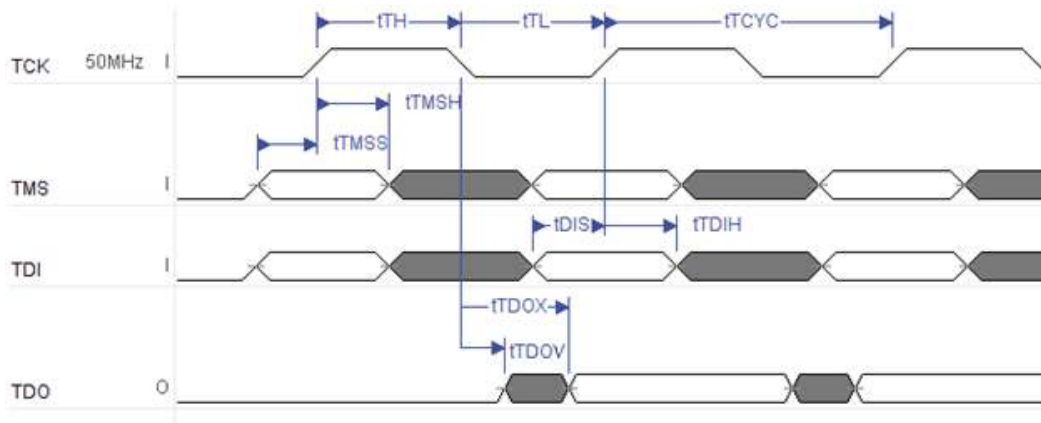 tTH tTL tTCYC
TCK 50MHz I
tTMSH
tTMSS
TMS I
tDIS tTDIH
TDI I
tTDOX
tTDOV
TDO O